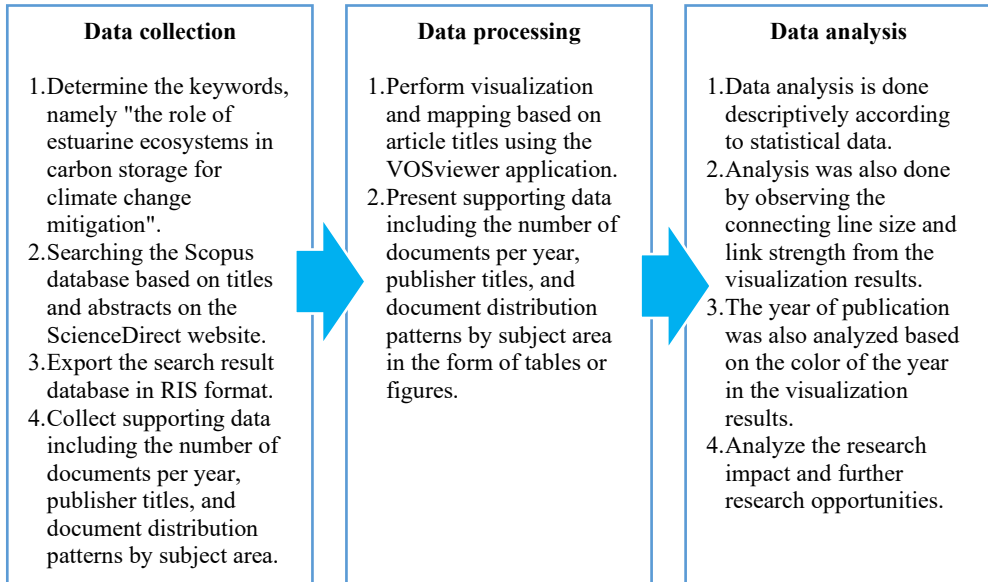 Data collection
1.Determine the keywords,
namely "the role of
estuarine ecosystems in
carbon storage for
climate change
mitigation".
2.Searching the Scopus
database based on titles
and abstracts on the
ScienceDirect website.
3.Export the search result
database in RIS format.
4.Collect supporting data
including the number of
documents per year,
publisher titles, and
document distribution
patterns by subject area.
Data processing
1.Perform visualization
and mapping based on
article titles using the
VOSviewer application.
2.Present supporting data
including the number of
documents per year,
publisher titles, and
document distribution
patterns by subject area
in the form of tables or
figures.
Data analysis
1.Data analysis is done
descriptively according
to statistical data.
2.Analysis was also done
by observing the
connecting line size and
link strength from the
visualization results.
3.The year of publication
was also analyzed based
on the color of the year
in the visualization
results.
4.Analyze the research
impact and further
research opportunities.